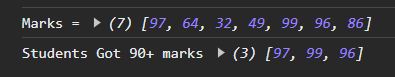 Marks = ▶ (7) [97, 64, 32, 49, 99, 96, 86]
Students Got 90+ marks ▶ (3) [97, 99, 96]